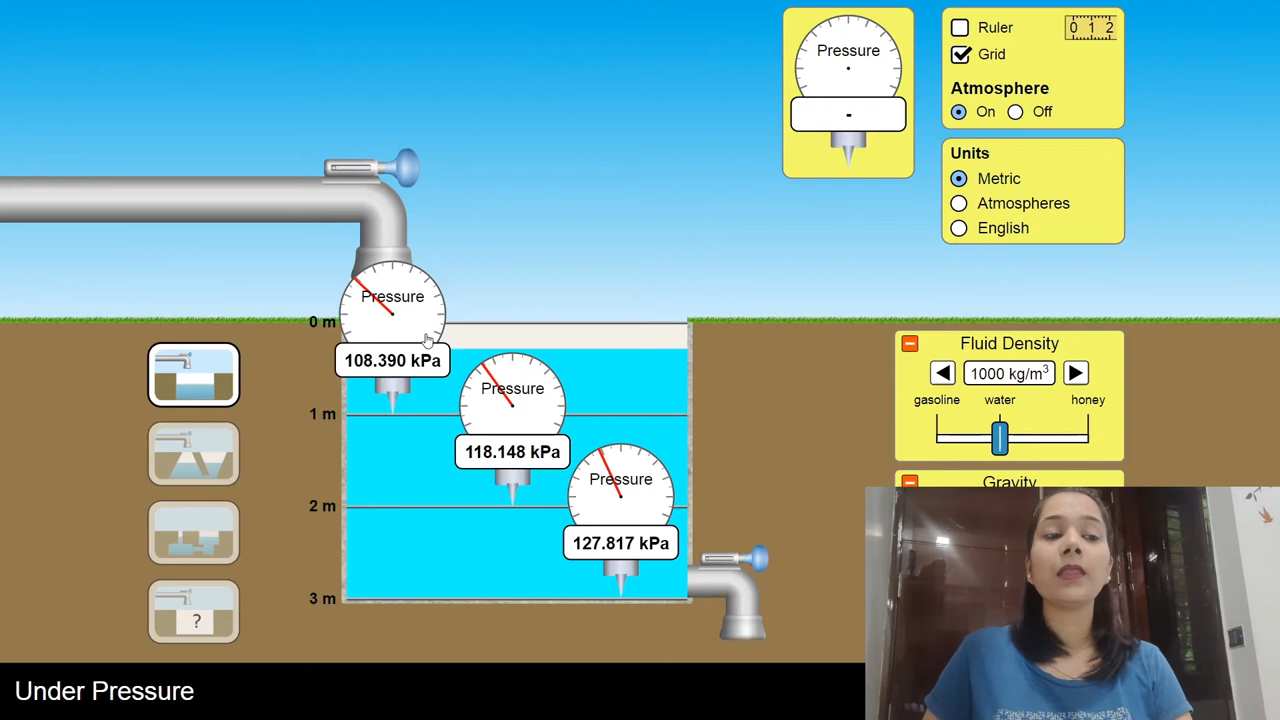 Pressure
-
Ruler
0 1 2
Grid
Atmosphere
On Off
Units
Metric
Atmospheres
English
0 m
Pressure
108.390 kPa
1 m
Pressure
118.148 kPa
2 m
Pressure
127.817 kPa
3 m
?
Fluid Density
1000 kg/m³
gasoline water honey
Gravity
Under Pressure